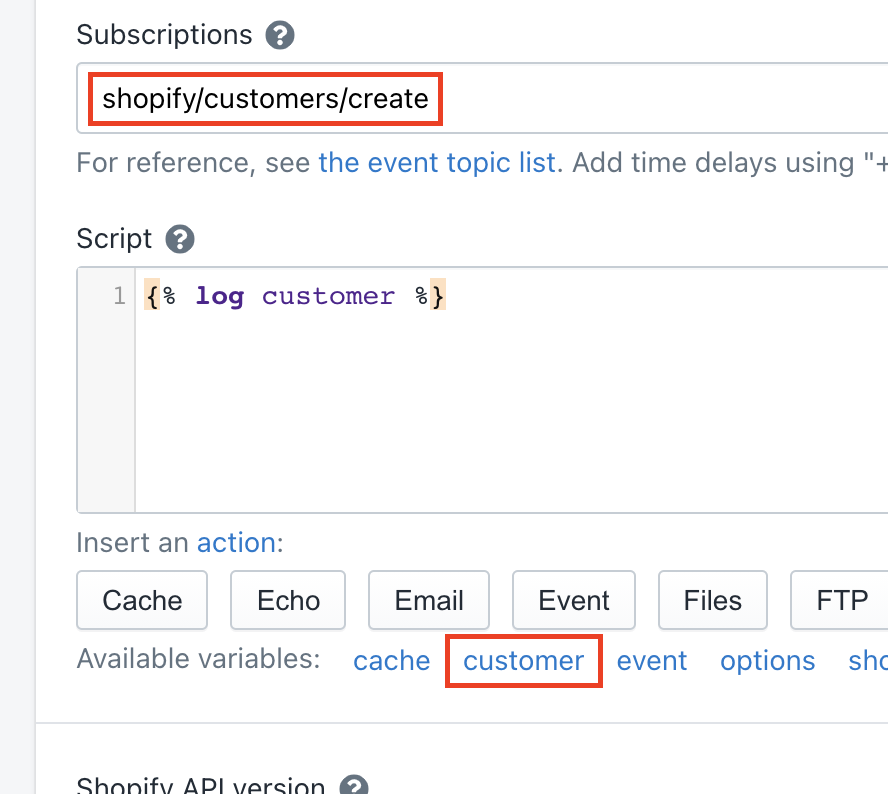 Subscriptions ?
shopify/customers/create
For reference, see the event topic list. Add time delays using "+
Script ?
1 {% log customer %}
Insert an action:
Cache Echo Email Event Files FTP
Available variables: cache customer event options sho
Shopify API version ?